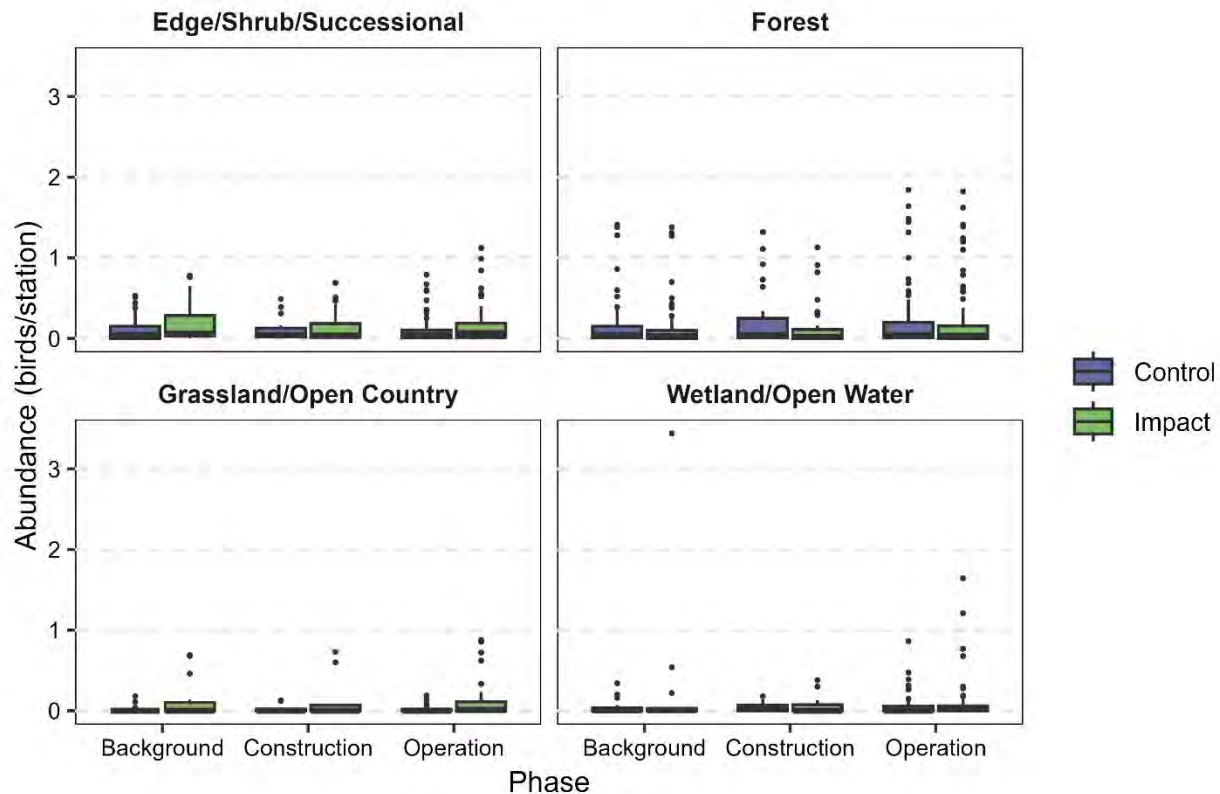 Edge/Shrub/Successional
Forest
3
2
1
0
Grassland/Open Country
Wetland/Open Water
3
2
1
0
Abundance (birds/station)
Background
Construction
Operation
Background
Construction
Operation
Phase
Control
Impact